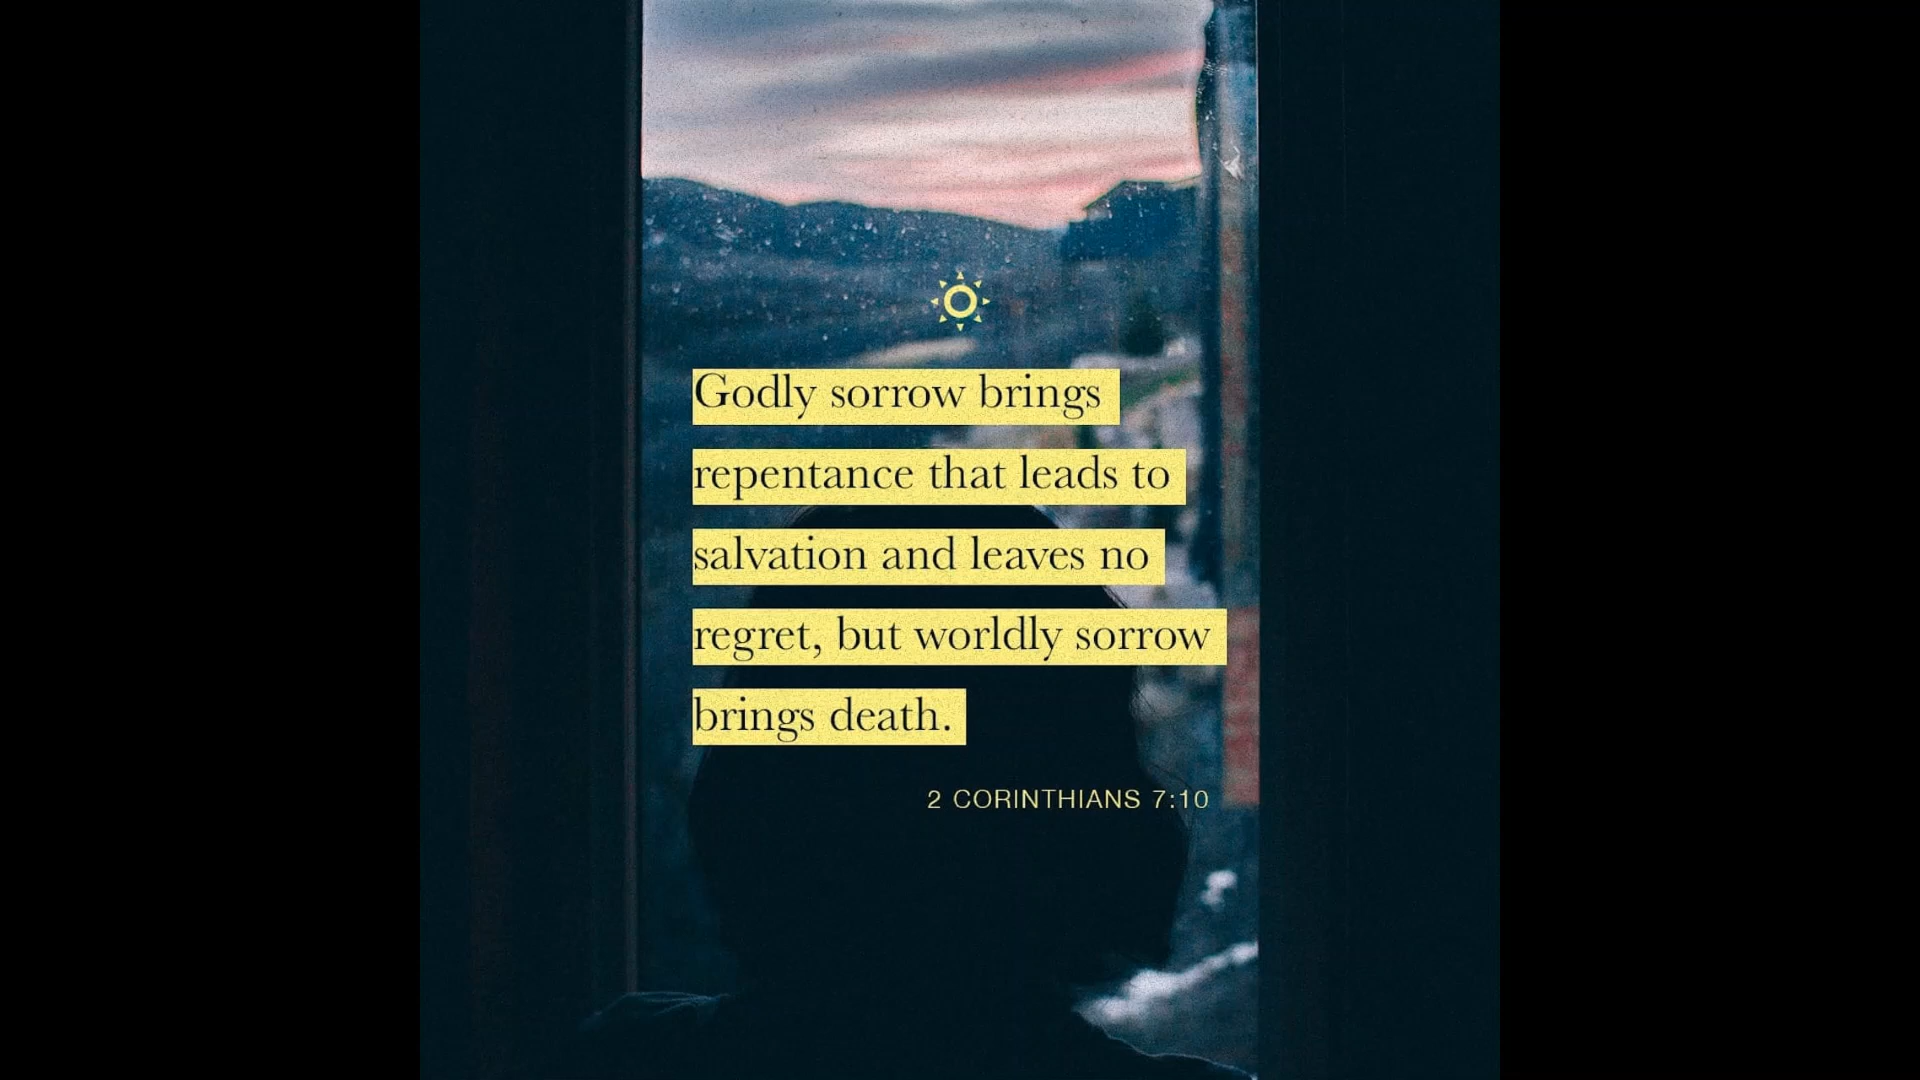 Godly sorrow brings
repentance that leads to
salvation and leaves no
regret, but worldly sorrow
brings death.
2 CORINTHIANS 7:10